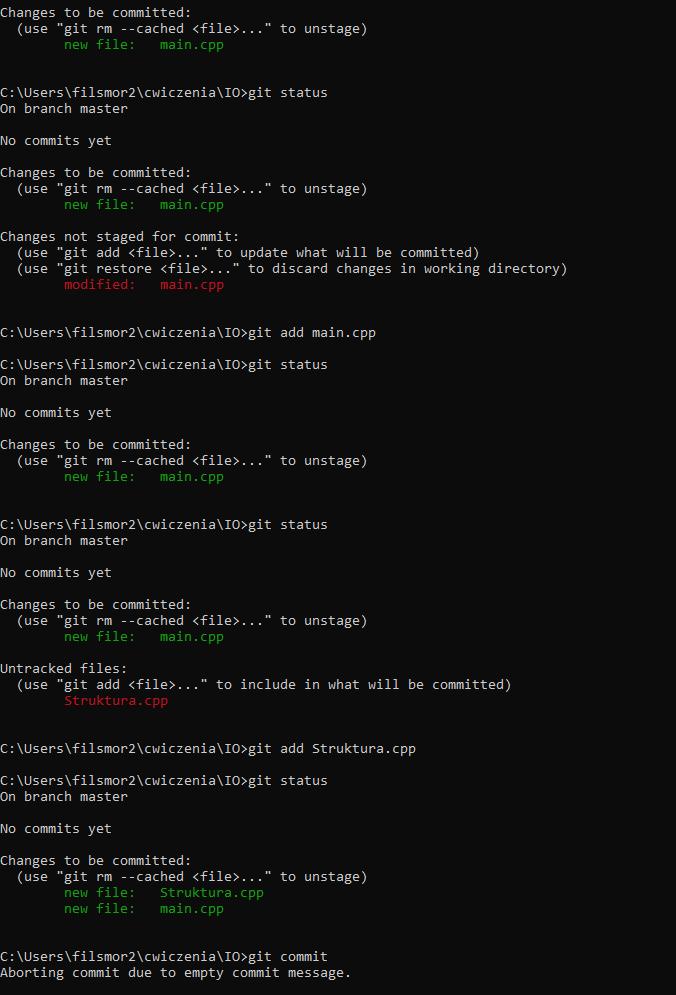 Changes to be committed:
  (use "git rm --cached <file>..." to unstage)
        new file:   main.cpp
C:\Users\filsmor2\cwiczenia\IO>git status
On branch master
No commits yet
Changes to be committed:
  (use "git rm --cached <file>..." to unstage)
        new file:   main.cpp
Changes not staged for commit:
  (use "git add <file>..." to update what will be committed)
  (use "git restore <file>..." to discard changes in working directory)
        modified:   main.cpp
C:\Users\filsmor2\cwiczenia\IO>git add main.cpp
C:\Users\filsmor2\cwiczenia\IO>git status
On branch master
No commits yet
Changes to be committed:
  (use "git rm --cached <file>..." to unstage)
        new file:   main.cpp
C:\Users\filsmor2\cwiczenia\IO>git status
On branch master
No commits yet
Changes to be committed:
  (use "git rm --cached <file>..." to unstage)
        new file:   main.cpp
Untracked files:
  (use "git add <file>..." to include in what will be committed)
        Struktura.cpp
C:\Users\filsmor2\cwiczenia\IO>git add Struktura.cpp
C:\Users\filsmor2\cwiczenia\IO>git status
On branch master
No commits yet
Changes to be committed:
  (use "git rm --cached <file>..." to unstage)
        new file:   Struktura.cpp
        new file:   main.cpp
C:\Users\filsmor2\cwiczenia\IO>git commit
Aborting commit due to empty commit message.